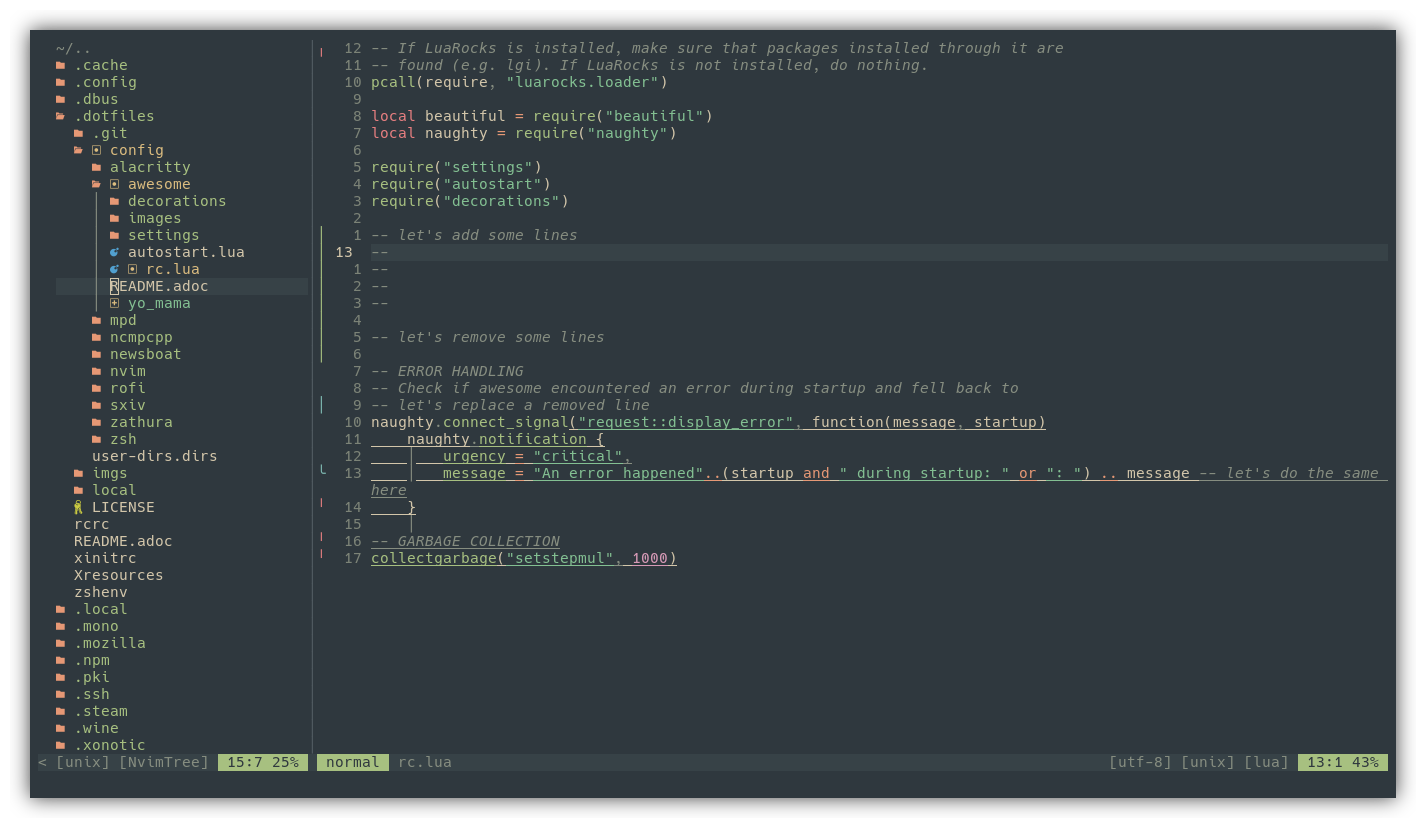 ~/..
.cache
.config
.dbus
.dotfiles
.git
config
alacritty
awesome
decorations
images
settings
autostart.lua
rc.lua
README.adoc
yo_mama
mpd
ncmpcpp
newsboat
nvim
rofi
sxiv
zathura
zsh
user-dirs.dirs
imgs
local
LICENSE
rcrc
README.adoc
xinitrc
Xresources
zshenv
.local
.mono
.mozilla
.npm
.pki
.ssh
.steam
.wine
.xonotic
< [unix] [NvimTree] 15:7 25%
12 -- If LuaRocks is installed, make sure that packages installed through it are
11 -- found (e.g. lgi). If LuaRocks is not installed, do nothing.
10 pcall(require, "luarocks.loader")
9
8 local beautiful = require("beautiful")
7 local naughty = require("naughty")
6
5 require("settings")
4 require("autostart")
3 require("decorations")
2
1 -- let's add some lines
13 --
1 --
2 --
3 --
4
5 -- let's remove some lines
6
7 -- ERROR HANDLING
8 -- Check if awesome encountered an error during startup and fell back to
9 -- let's replace a removed line
10 naughty.connect_signal("request::display_error", function(message, startup)
11     naughty.notification {
12         urgency = "critical",
13         message = "An error happened"..(startup and " during startup: " or ": ") .. message -- let's do the same
here
14     }
15
16 -- GARBAGE COLLECTION
17 collectgarbage("setstepmul", 1000)
normal rc.lua [utf-8] [unix] [lua] 13:1 43%